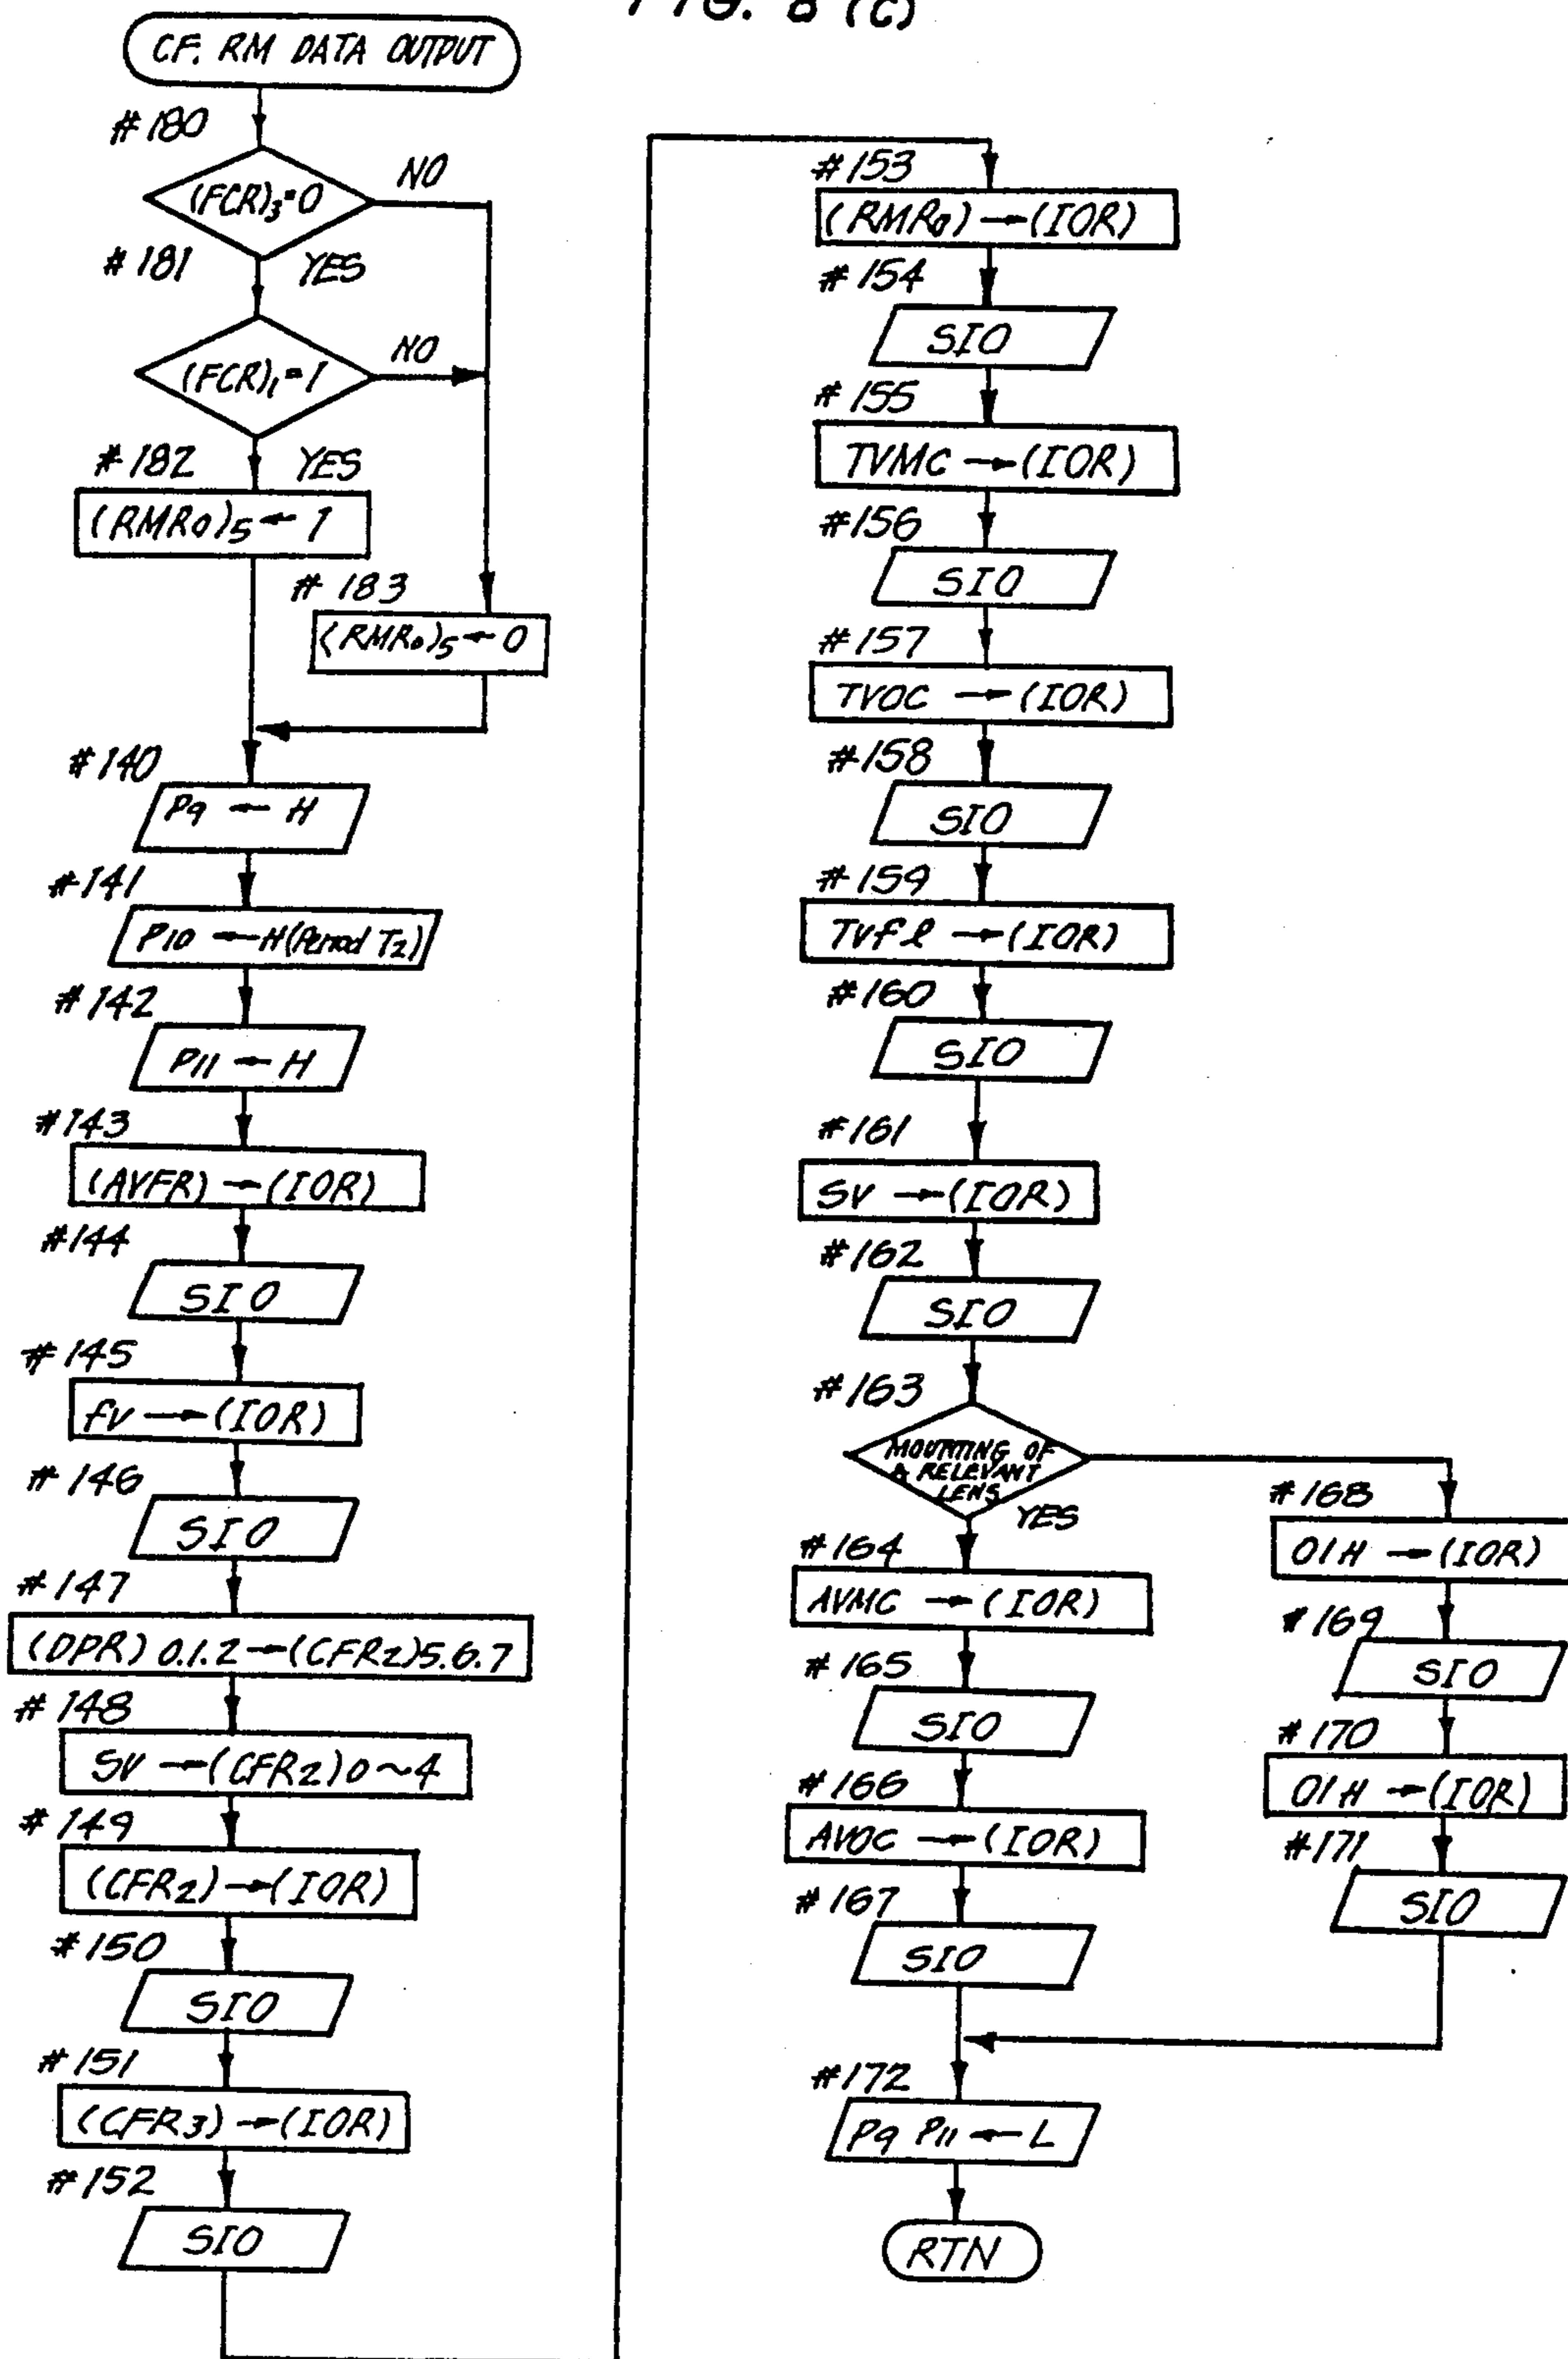 FIG. 8 (C)
CF. RM DATA OUTPUT
#180
(FCR)3=0
NO
#181
YES
(FCR)1=1
NO
#182
YES
(RMR0)5 ← 1
#183
(RMR0)5 ← 0
#140
P9 ← H
#141
P10 ← H (Period T2)
#142
P11 ← H
#143
(AVFR) → (IOR)
#144
SIO
#145
fv → (IOR)
#146
SIO
#147
(DPR) 0.1.2 → (CFR2) 5.6.7
#148
SV → (CFR2) 0~4
#149
(CFR2) → (IOR)
#150
SIO
#151
(CFR3) → (IOR)
#152
SIO
#153
(RMR0) → (IOR)
#154
SIO
#155
TVMC → (IOR)
#156
SIO
#157
TVOC → (IOR)
#158
SIO
#159
TVfl → (IOR)
#160
SIO
#161
SV → (IOR)
#162
SIO
#163
MOUNTING OF
A RELEVANT
LENS
YES
#164
AVMC → (IOR)
#165
SIO
#166
AVOC → (IOR)
#167
SIO
#168
01H → (IOR)
#169
SIO
#170
01H → (IOR)
#171
SIO
#172
P9 P11 ← L
RTN